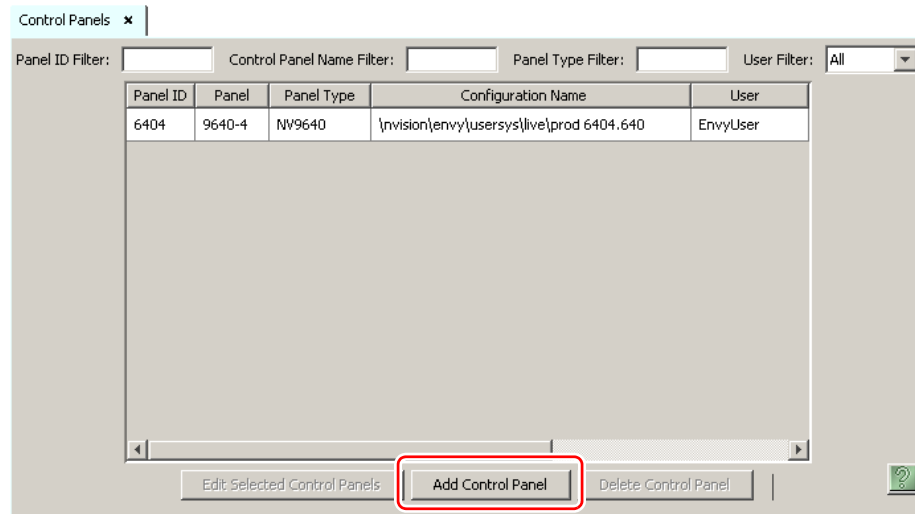 Control Panels ×
Panel ID Filter: Control Panel Name Filter: Panel Type Filter: User Filter: All
Panel ID Panel Panel Type Configuration Name User
6404 9640-4 NV9640 \nvision\envy\usersys\live\prod 6404.640 EnvyUser
Edit Selected Control Panels Add Control Panel Delete Control Panel ?